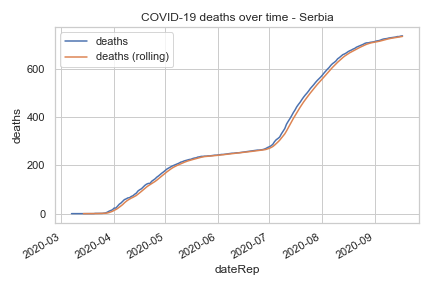 COVID-19 deaths over time - Serbia
deaths
deaths (rolling)
600
400
200
0
deaths
2020-03
2020-04
2020-05
2020-06
2020-07
2020-08
2020-09
dateRep